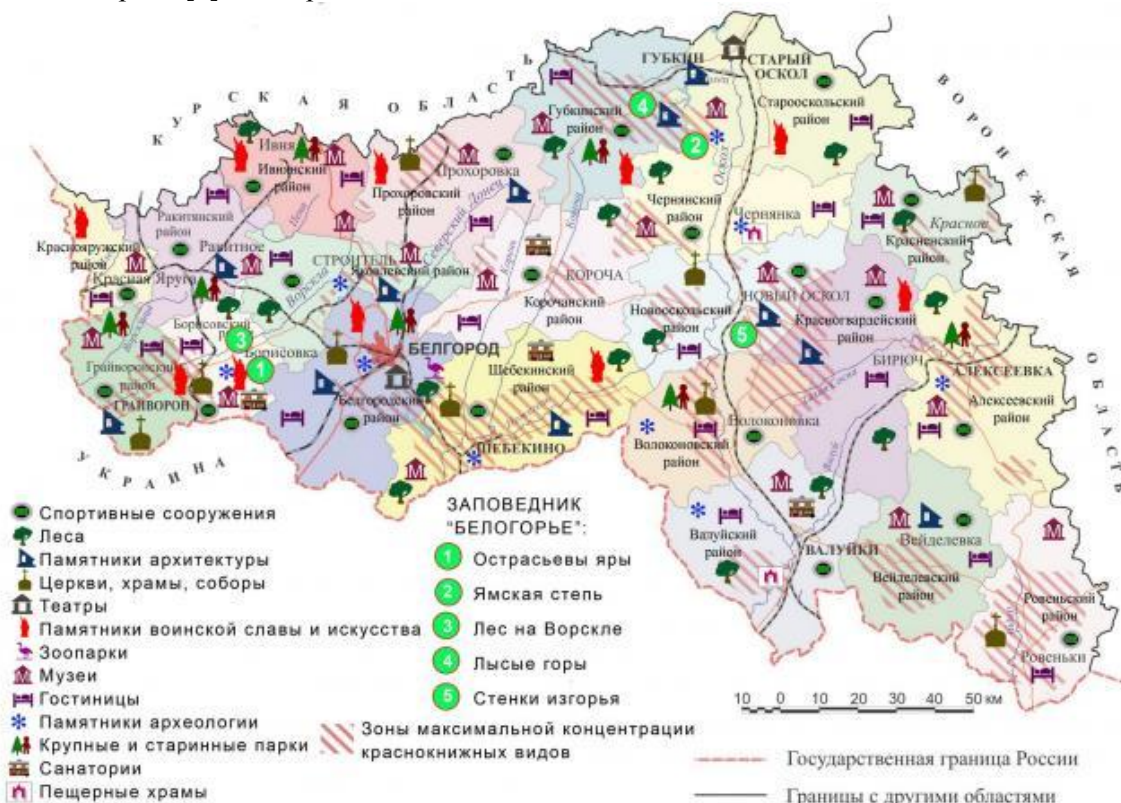 КУРСКАЯ ОБЛАСТЬ
ВОРОНЕЖСКАЯ ОБЛАСТЬ
УКРАИНА
ГУБКИН
СТАРЫЙ ОСКОЛ
Старооскольский район
Губкинский район
4
2
Оскол
Ивня
Ивнянский район
Прохоровка
Прохоровский район
Северский Донец
Чернянский район
Чернянка
Красное
Красненский район
Ракитянский район
Ракитное
Краснояружский район
Красная Яруга
СТРОИТЕЛЬ
Яковлевский район
Ворскла
Короча
КОРОЧА
Корочанский район
НОВЫЙ ОСКОЛ
Новооскольский район
5
Красногвардейский район
БИРЮЧ
АЛЕКСЕЕВКА
Алексеевский район
3
Борисовский
Борисовка
1
БЕЛГОРОД
Белгородский район
Шебекинский район
ШЕБЕКИНО
Грайворонский район
ГРАЙВОРОН
Волоконовка
Волоконовский район
Валуйский район
ВАЛУЙКИ
Вейделевка
Вейделевский район
Ровеньский район
Ровеньки
10 0 10 20 30 40 50 км
Спортивные сооружения
Леса
Памятники архитектуры
Церкви, храмы, соборы
Театры
Памятники воинской славы и искусства
Зоопарки
Музеи
Гостиницы
Памятники археологии
Крупные и старинные парки
Санатории
Пещерные храмы
ЗАПОВЕДНИК
"БЕЛОГОРЬЕ":
1 Острасьевы яры
2 Ямская степь
3 Лес на Ворскле
4 Лысые горы
5 Стенки изгорья
Зоны максимальной концентрации
краснокнижных видов
Государственная граница России
Границы с другими областями